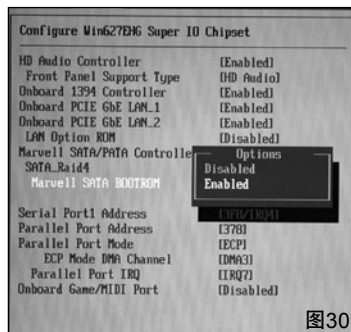 Configure Win627EHG Super IO Chipset
HD Audio Controller [Enabled]
Front Panel Support Type [HD Audio]
Onboard 1394 Controller [Enabled]
Onboard PCIE GbE LAN_1 [Enabled]
Onboard PCIE GbE LAN_2 [Enabled]
LAN Option ROM [Disabled]
Marvell SATA/PATA Controlle
SATA_Raid4
Marvell SATA BOOTROM
Options
Disabled
Enabled
Serial Port1 Address [3F8/IRQ4]
Parallel Port Address [378]
Parallel Port Mode [ECP]
ECP Mode DMA Channel [DMA3]
Parallel Port IRQ [IRQ7]
Onboard Game/MIDI Port [Disabled]
图30